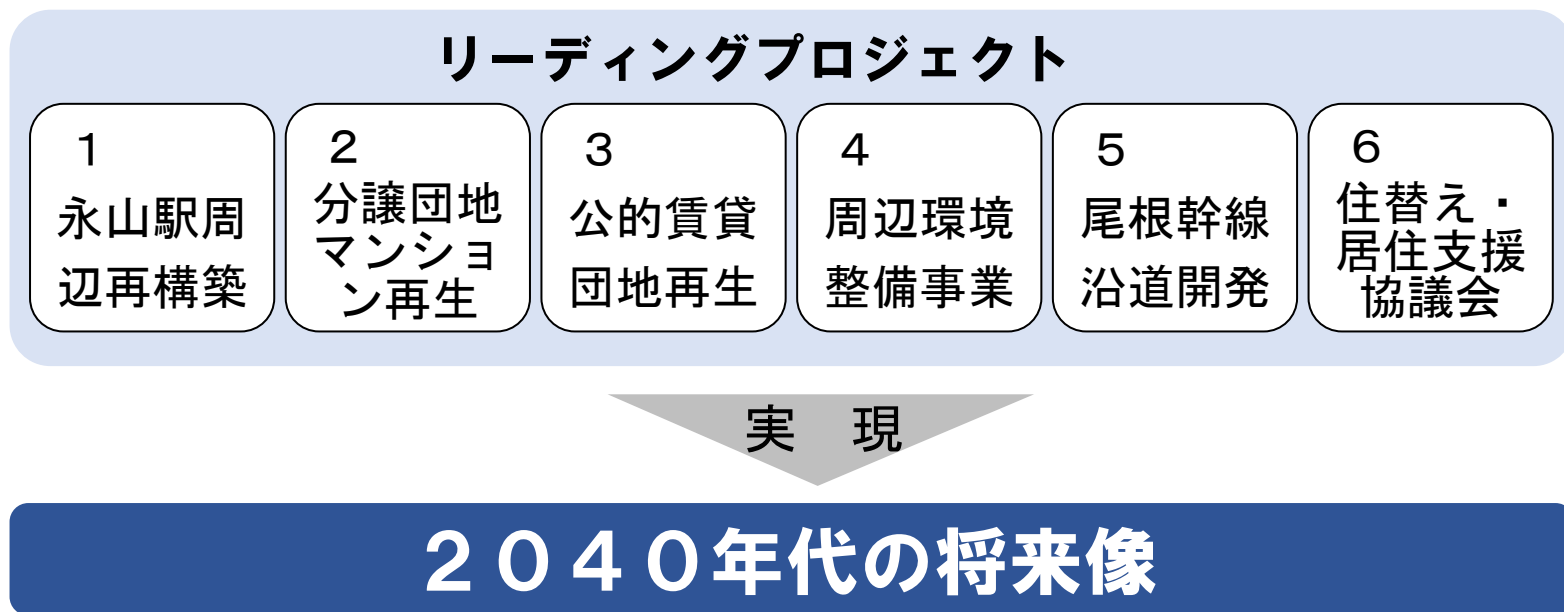 リーディングプロジェクト
１
永山駅周
辺再構築
２
分譲団地
マンショ
ン再生
３
公的賃貸
団地再生
４
周辺環境
整備事業
５
尾根幹線
沿道開発
６
住替え・
居住支援
協議会
実　現
２０４０年代の将来像